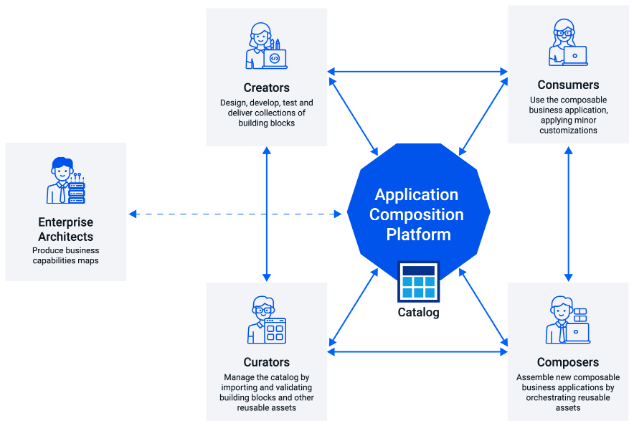 Creators
Design, develop, test and
deliver collections of
building blocks
Consumers
Use the composable
business application,
applying minor
customizations
Enterprise
Architects
Produce business
capabilities maps
Application
Composition
Platform
Catalog
Curators
Manage the catalog by
importing and validating
building blocks and other
reusable assets
Composers
Assemble new composable
business applications by
orchestrating reusable
assets